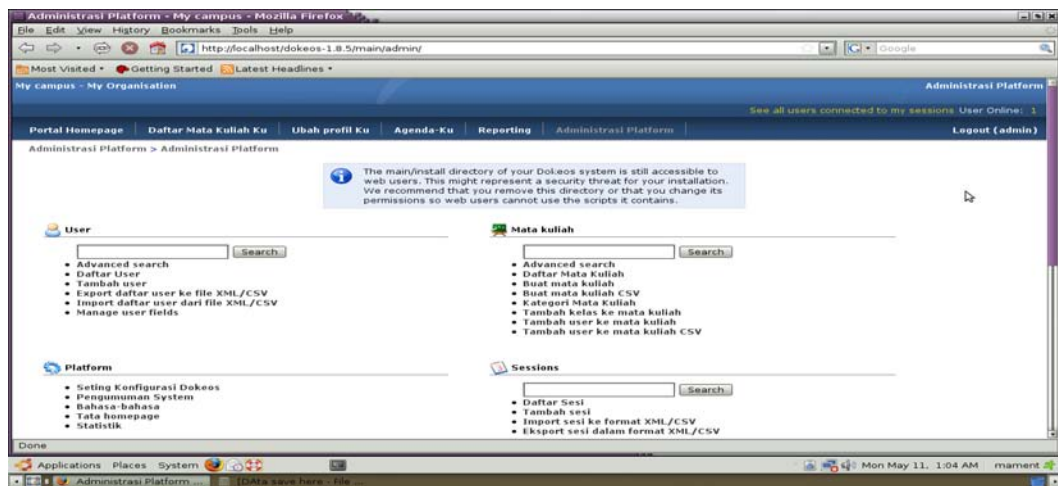 Administrasi Platform - My campus - Mozilla Firefox
File Edit View History Bookmarks Tools Help
http://localhost/dokeos-1.8.5/main/admin/
Google
Most Visited Getting Started Latest Headlines
My campus - My Organisation
Administrasi Platform
See all users connected to my sessions User Online: 1
Portal Homepage Daftar Mata Kuliah Ku Ubah profil Ku Agenda-Ku Reporting Administrasi Platform Logout (admin)
Administrasi Platform > Administrasi Platform
The main/install directory of your Dokeos system is still accessible to
web users. This might represent a security threat for your installation.
We recommend that you remove this directory or that you change its
permissions so web users cannot use the scripts it contains.
User
Search
Advanced search
Daftar User
Tambah user
Export daftar user ke file XML/CSV
Import daftar user dari file XML/CSV
Manage user fields
Mata kuliah
Search
Advanced search
Daftar Mata Kuliah
Buat mata kuliah
Buat mata kuliah CSV
Kategori Mata Kuliah
Tambah kelas ke mata kuliah
Tambah user ke mata kuliah
Tambah user ke mata kuliah CSV
Platform
Seting Konfigurasi Dokeos
Pengumuman System
Bahasa-bahasa
Tata homepage
Statistik
Sessions
Search
Daftar Sesi
Tambah sesi
Import sesi ke format XML/CSV
Eksport sesi dalam format XML/CSV
Done
Applications Places System
Mon May 11, 1:04 AM mament
Administrasi Platform ...
[DAta save here - File ...